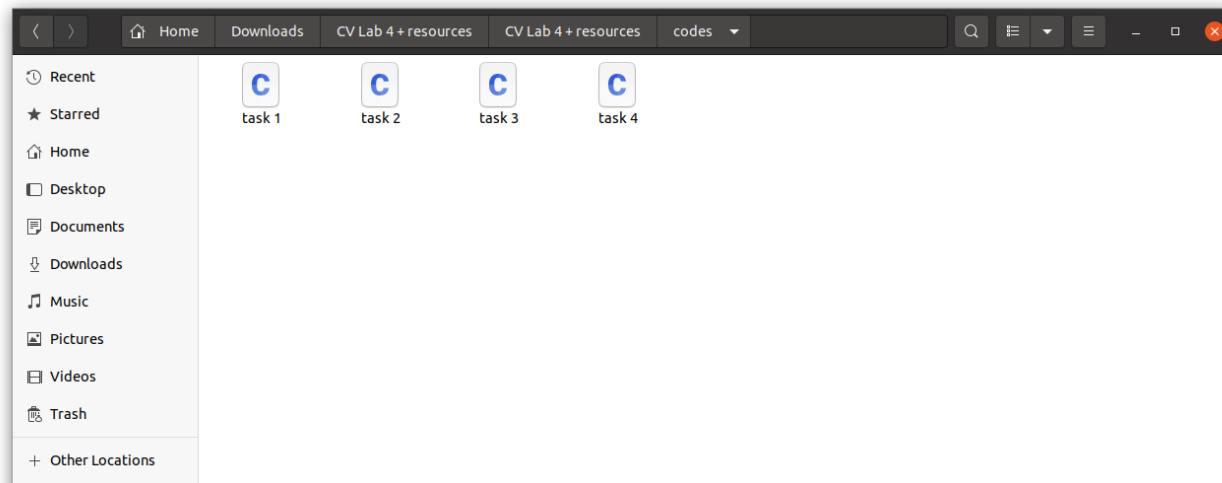 Home Downloads CV Lab 4 + resources CV Lab 4 + resources codes
Recent
Starred
Home
Desktop
Documents
Downloads
Music
Pictures
Videos
Trash
Other Locations
C C C C
task 1 task 2 task 3 task 4